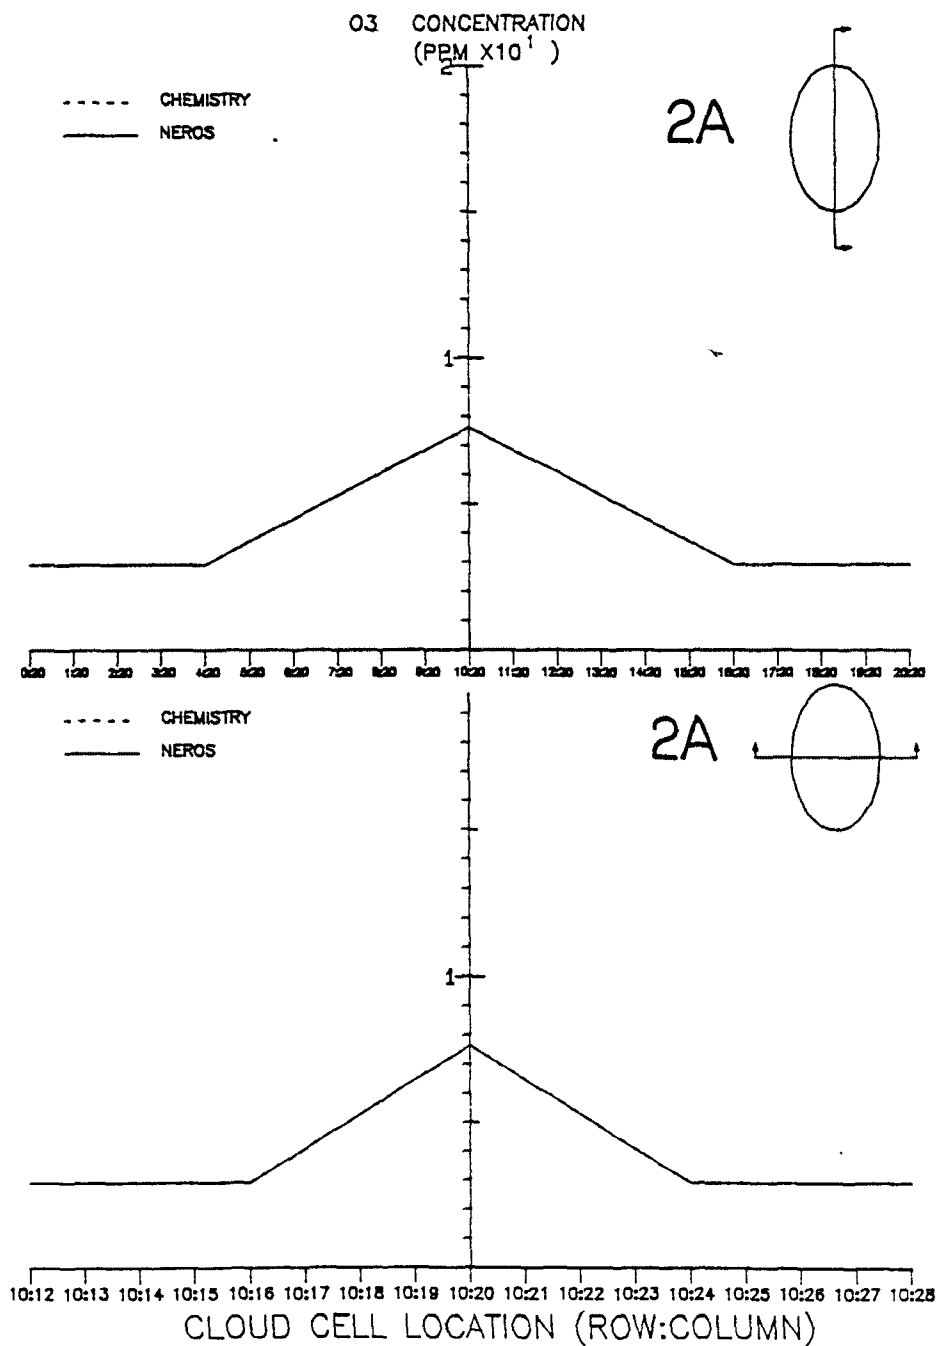 O3 CONCENTRATION
(PPM X10 1 )
2
CHEMISTRY
NEROS
2A
1
0:20 1:20 2:20 3:20 4:20 5:20 6:20 7:20 8:20 9:20 10:20 11:20 12:20 13:20 14:20 15:20 16:20 17:20 18:20 19:20 20:20
CHEMISTRY
NEROS
2A
1
10:12 10:13 10:14 10:15 10:16 10:17 10:18 10:19 10:20 10:21 10:22 10:23 10:24 10:25 10:26 10:27 10:28
CLOUD CELL LOCATION (ROW:COLUMN)